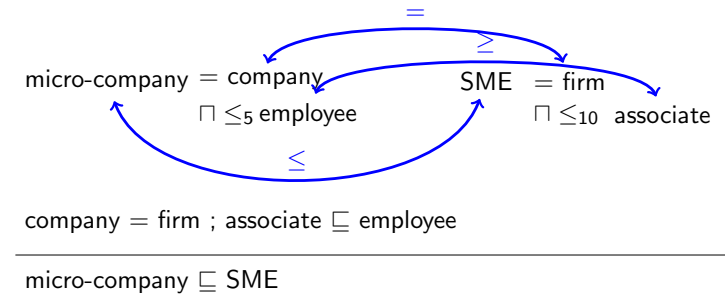 =
≥
micro-company = company SME = firm
⊓ ≤₅ employee ⊓ ≤₁₀ associate
≤
company = firm ; associate ⊑ employee
micro-company ⊑ SME